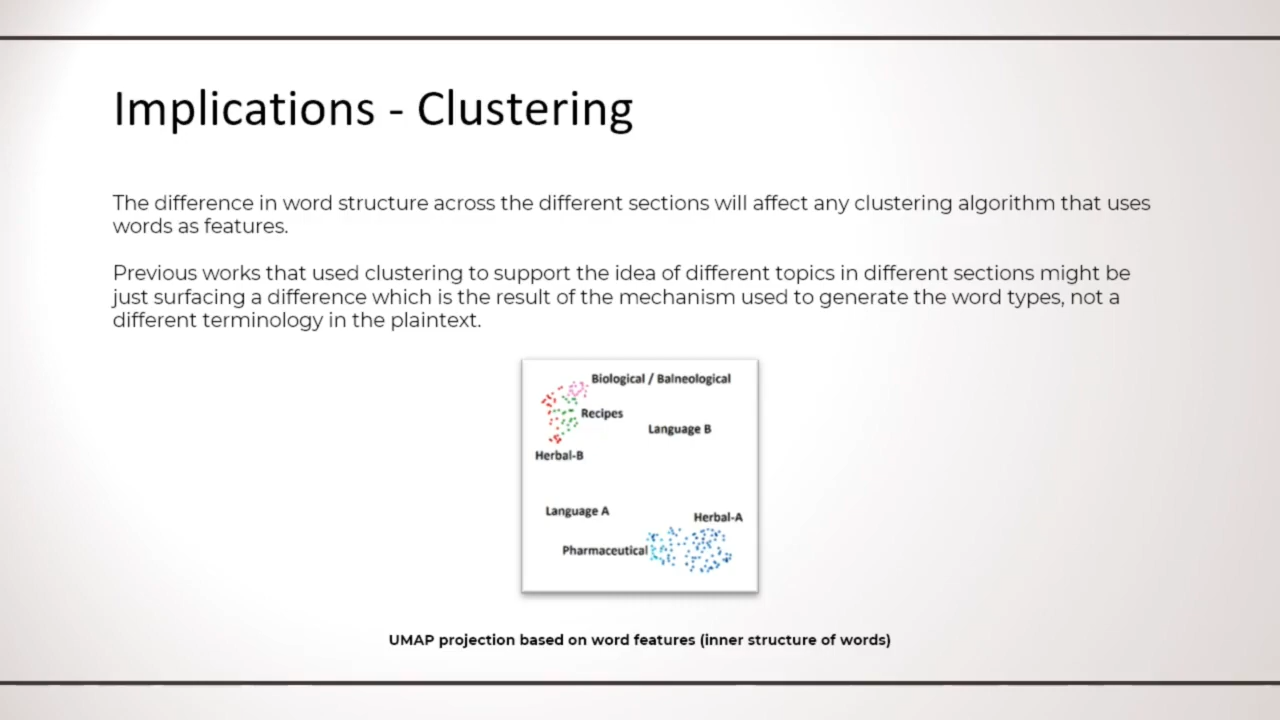 Implications - Clustering
The difference in word structure across the different sections will affect any clustering algorithm that uses
words as features.
Previous works that used clustering to support the idea of different topics in different sections might be
just surfacing a difference which is the result of the mechanism used to generate the word types, not a
different terminology in the plaintext.
Biological / Balneological
Recipes
Language B
Herbal-B
Language A
Herbal-A
Pharmaceutical
UMAP projection based on word features (inner structure of words)